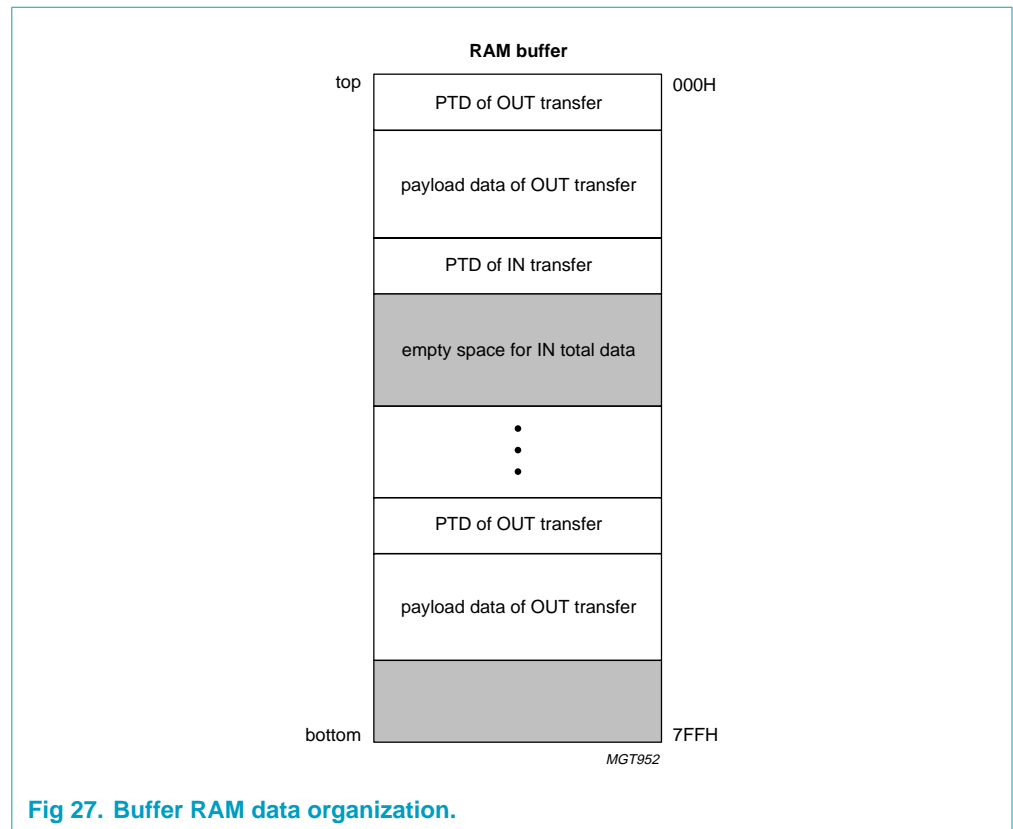 RAM buffer
top
000H
PTD of OUT transfer
payload data of OUT transfer
PTD of IN transfer
empty space for IN total data
PTD of OUT transfer
payload data of OUT transfer
bottom
7FFH
MGT952
Fig 27. Buffer RAM data organization.